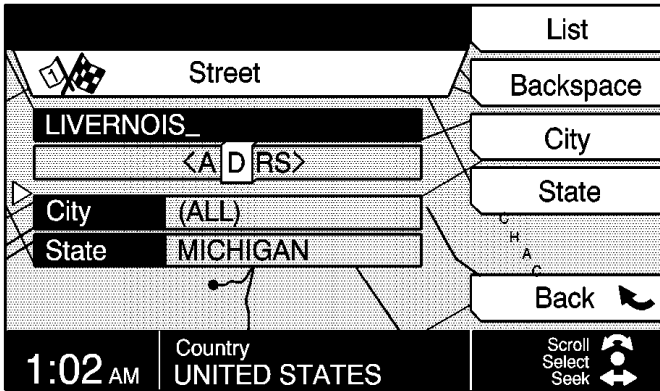 List
1
Street
Backspace
LIVERNOIS_
City
<A D RS>
State
City (ALL)
State MICHIGAN
C
H
A
C
Back
1:02 AM
Country
UNITED STATES
Scroll
Select
Seek